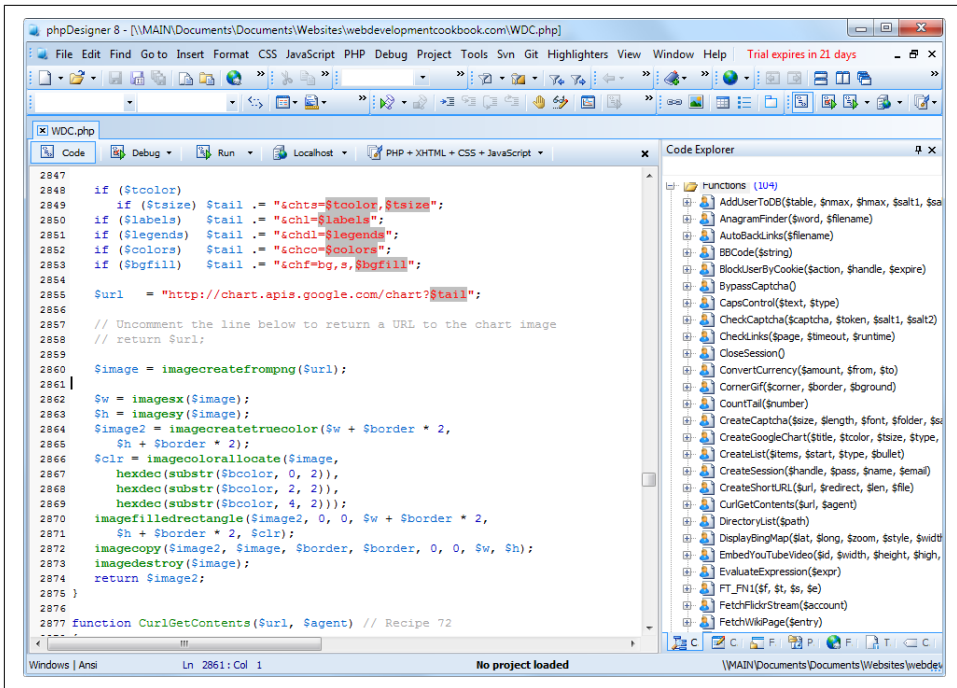 phpDesigner 8 - [\\MAIN\Documents\Documents\Websites\webdevelopmentcookbook.com\WDC.php]
File Edit Find Go to Insert Format CSS JavaScript PHP Debug Project Tools Svn Git Highlighters View Window Help Trial expires in 21 days
WDC.php
Code Debug Run Localhost PHP + XHTML + CSS + JavaScript
2847
2848 if ($tcolor)
2849 if ($tsize) $tail .= "&chts=$tcolor,$tsize";
2850 if ($labels) $tail .= "&chl=$labels";
2851 if ($legends) $tail .= "&chdl=$legends";
2852 if ($colors) $tail .= "&chco=$colors";
2853 if ($bgfill) $tail .= "&chf=bg,s,$bgfill";
2854
2855 $url = "http://chart.apis.google.com/chart?$tail";
2856
2857 // Uncomment the line below to return a URL to the chart image
2858 // return $url;
2859
2860 $image = imagecreatefrompng($url);
2861
2862 $w = imagesx($image);
2863 $h = imagesy($image);
2864 $image2 = imagecreatetruecolor($w + $border * 2,
2865 $h + $border * 2);
2866 $clr = imagecolorallocate($image,
2867 hexdec(substr($bcolor, 0, 2)),
2868 hexdec(substr($bcolor, 2, 2)),
2869 hexdec(substr($bcolor, 4, 2)));
2870 imagefilledrectangle($image2, 0, 0, $w + $border * 2,
2871 $h + $border * 2, $clr);
2872 imagecopy($image2, $image, $border, $border, 0, 0, $w, $h);
2873 imagedestroy($image);
2874 return $image2;
2875 }
2876
2877 function CurlGetContents($url, $agent) // Recipe 72
Code Explorer
Functions (104)
AddUserToDB($table, $nmax, $hmax, $salt1, $sa
AnagramFinder($word, $filename)
AutoBackLinks($filename)
BBCode($string)
BlockUserByCookie($action, $handle, $expire)
BypassCaptcha()
CapsControl($text, $type)
CheckCaptcha($captcha, $token, $salt1, $salt2)
CheckLinks($page, $timeout, $runtime)
CloseSession()
ConvertCurrency($amount, $from, $to)
CornerGif($corner, $border, $bground)
CountTail($number)
CreateCaptcha($size, $length, $font, $folder, $sa
CreateGoogleChart($title, $tcolor, $tsize, $type,
CreateList($items, $start, $type, $bullet)
CreateSession($handle, $pass, $name, $email)
CreateShortURL($url, $redirect, $len, $file)
CurlGetContents($url, $agent)
DirectoryList($path)
DisplayBingMap($lat, $long, $zoom, $style, $width
EmbedYouTubeVideo($id, $width, $height, $high,
EvaluateExpression($expr)
FT_FN1($f, $t, $s, $e)
FetchFlickrStream($account)
FetchWikiPage($entry)
C C F P F T C
Windows | Ansi Ln 2861 : Col 1 No project loaded \\MAIN\Documents\Documents\Websites\webdev